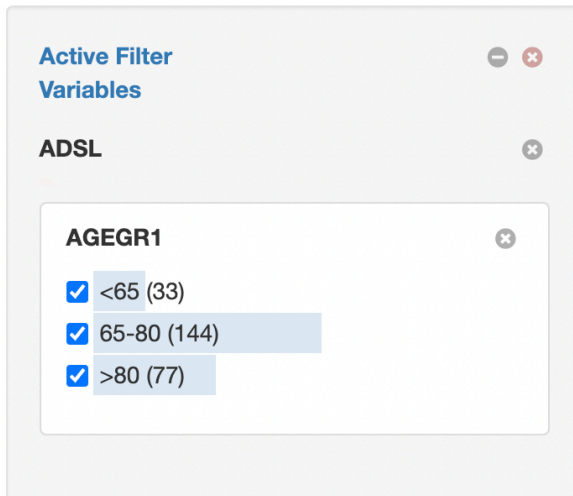 Active Filter
Variables
ADSL
AGEGR1
<65 (33)
65-80 (144)
>80 (77)